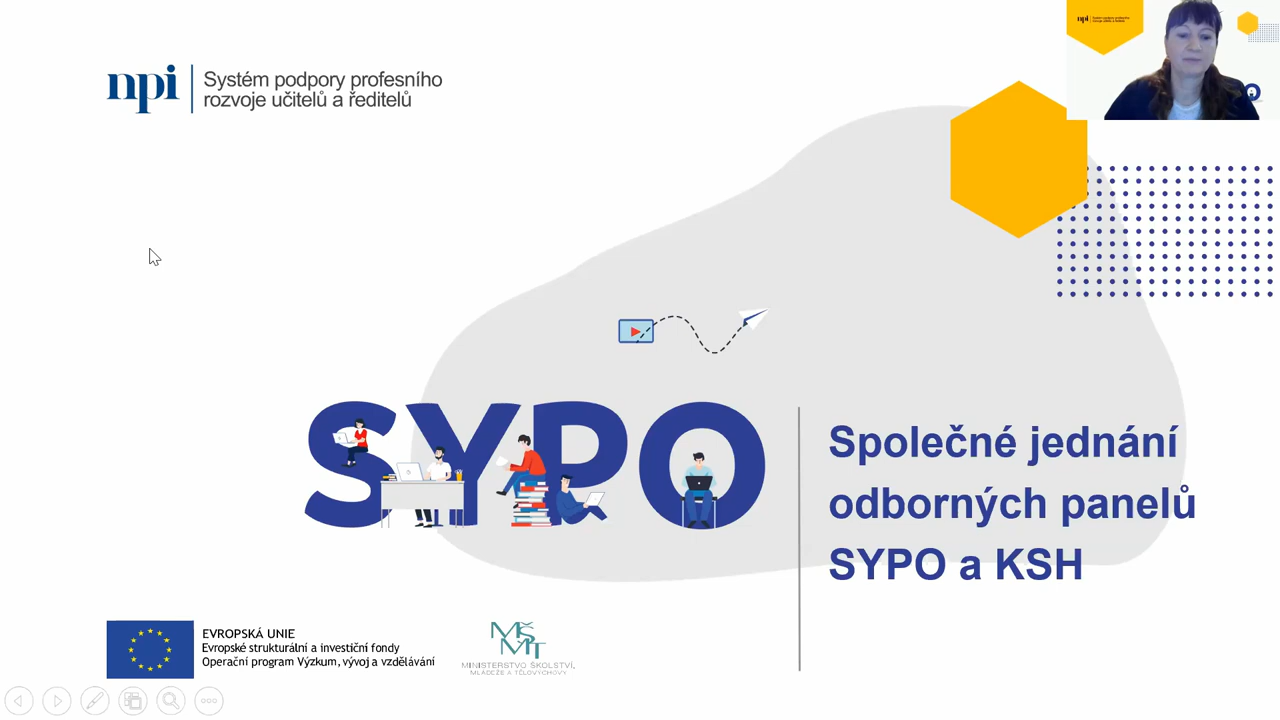 npi
Systém podpory profesního
rozvoje učitelů a ředitelů
SYPO
Společné jednání
odborných panelů
SYPO a KSH
EVROPSKÁ UNIE
Evropské strukturální a investiční fondy
Operační program Výzkum, vývoj a vzdělávání
MŠMT
MINISTERSTVO ŠKOLSTVÍ,
MLÁDEŽE A TĚLOVÝCHOVY